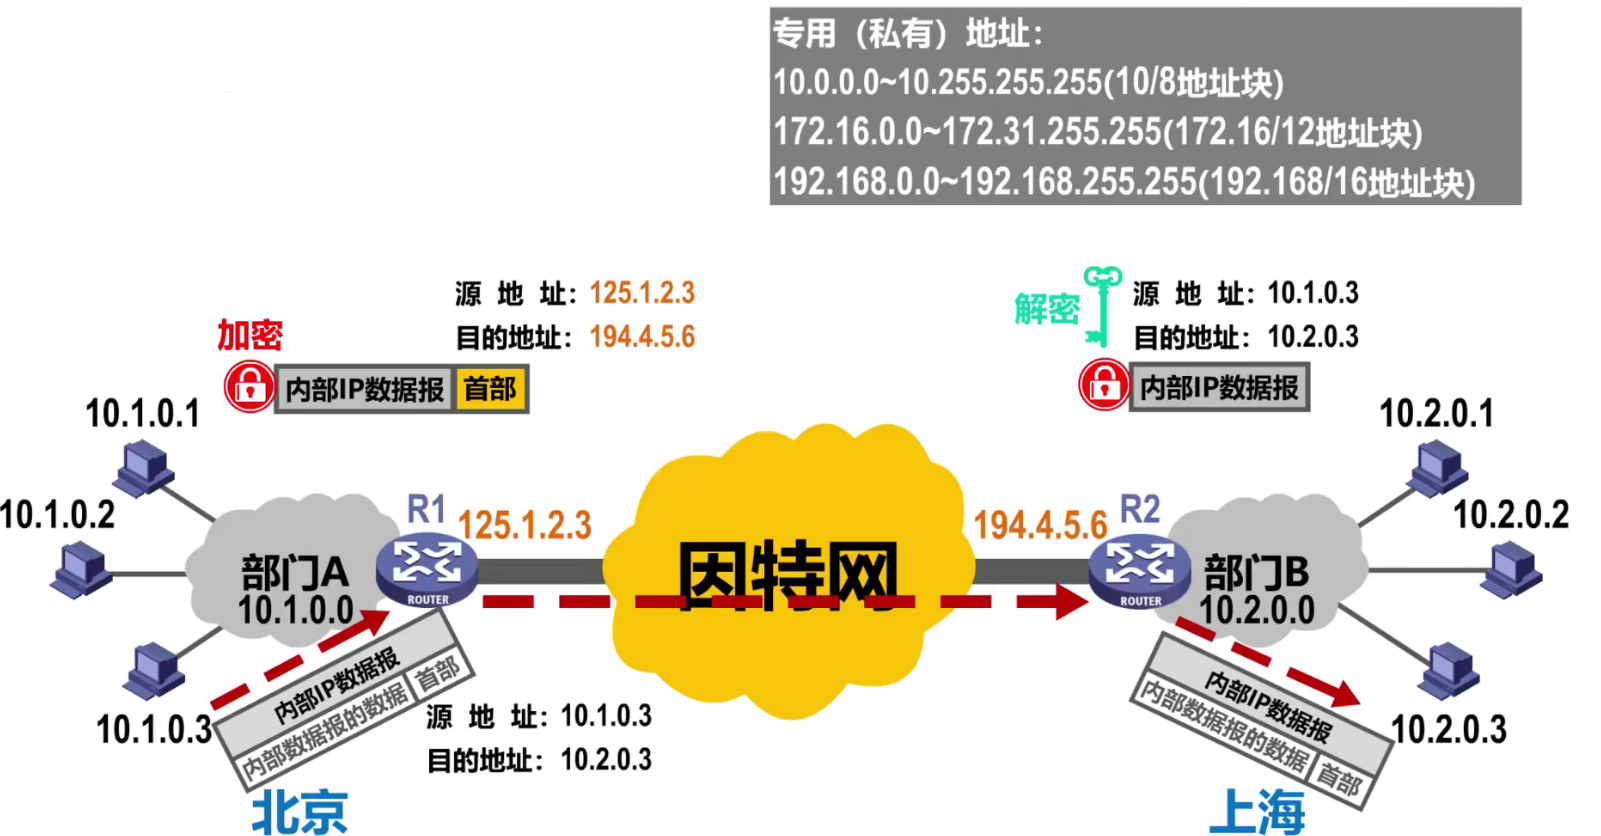 专用（私有）地址：
10.0.0.0~10.255.255.255(10/8地址块)
172.16.0.0~172.31.255.255(172.16/12地址块)
192.168.0.0~192.168.255.255(192.168/16地址块)
源 地 址：125.1.2.3
目的地址：194.4.5.6
加密
内部IP数据报 首部
解密
源 地 址：10.1.0.3
目的地址：10.2.0.3
内部IP数据报
10.1.0.1
10.1.0.2
10.1.0.3
部门A
10.1.0.0
R1
ROUTER
125.1.2.3
因特网
194.4.5.6
R2
ROUTER
部门B
10.2.0.0
10.2.0.1
10.2.0.2
10.2.0.3
内部IP数据报
内部数据报的数据 首部
源 地 址：10.1.0.3
目的地址：10.2.0.3
内部IP数据报
内部数据报的数据 首部
北京
上海